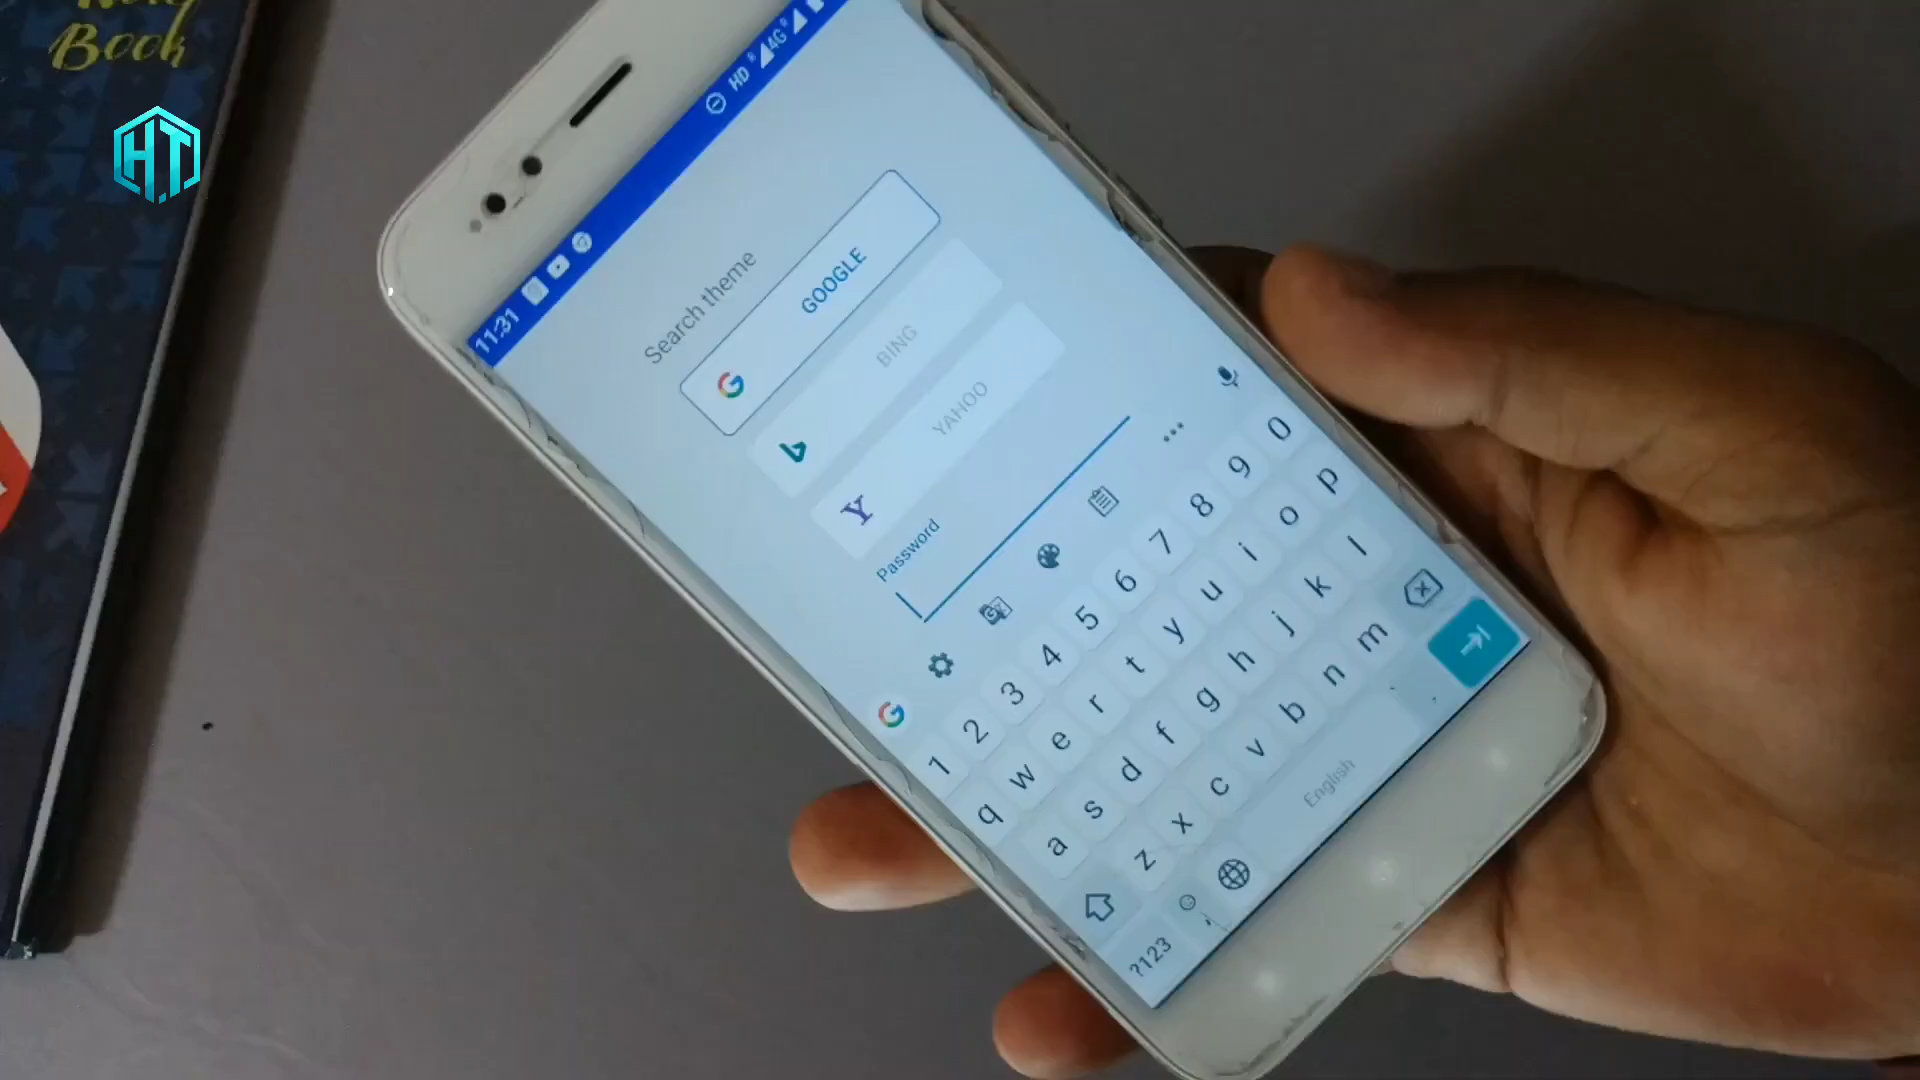 Book
H.T
11:31
HD
4G
Search theme
GOOGLE
BING
YAHOO
Password
1 2 3 4 5 6 7 8 9 0
q w e r t y u i o p
a s d f g h j k l
z x c v b n m
?123
English